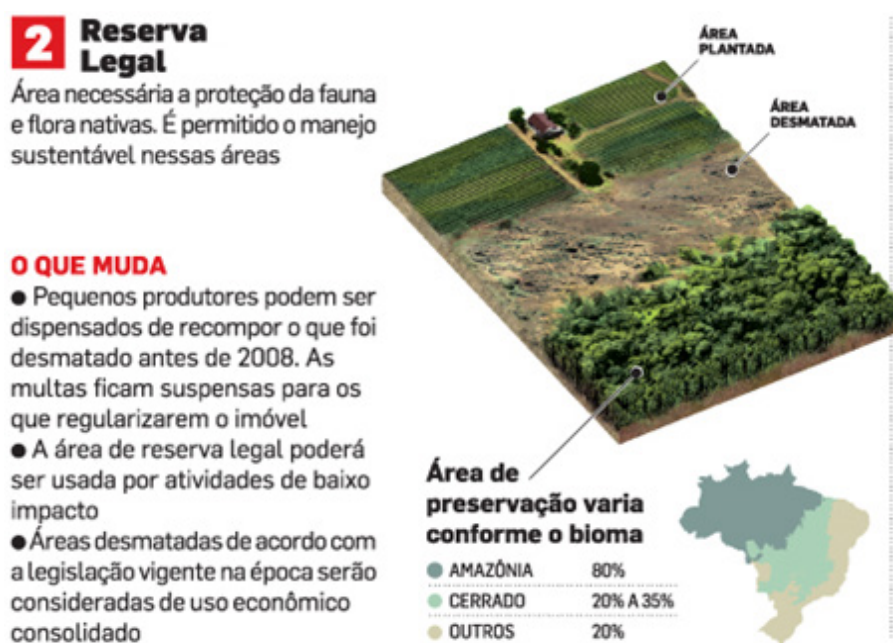 2 Reserva
Legal
Área necessária a proteção da fauna
e flora nativas. É permitido o manejo
sustentável nessas áreas
O QUE MUDA
● Pequenos produtores podem ser
dispensados de recompor o que foi
desmatado antes de 2008. As
multas ficam suspensas para os
que regularizarem o imóvel
● A área de reserva legal poderá
ser usada por atividades de baixo
impacto
● Áreas desmatadas de acordo com
a legislação vigente na época serão
consideradas de uso econômico
consolidado
ÁREA
PLANTADA
ÁREA
DESMATADA
Área de
preservação varia
conforme o bioma
AMAZÔNIA 80%
CERRADO 20% A 35%
OUTROS 20%